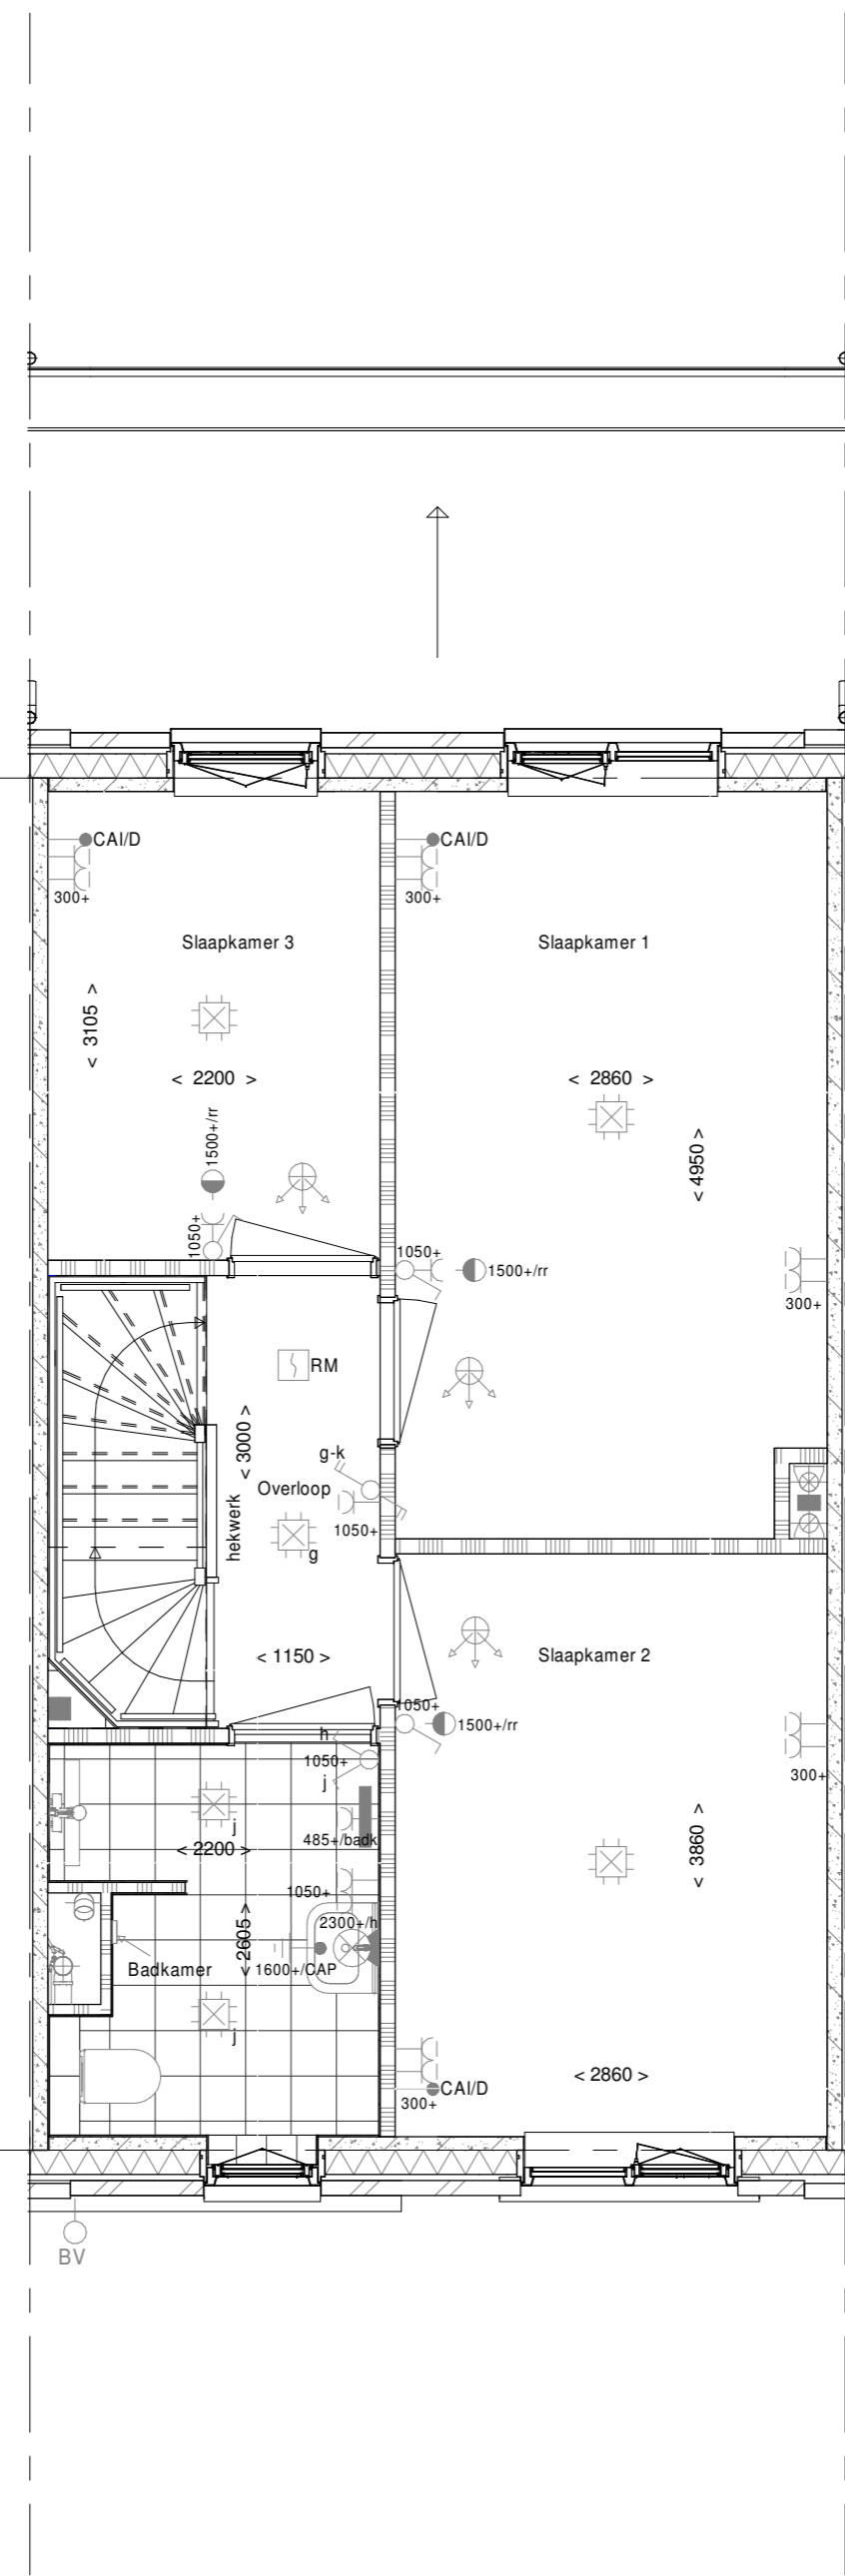 CAI/D
300+
CAI/D
300+
Slaapkamer 3
Slaapkamer 1
< 3105 >
< 2200 >
< 2860 >
1500+/rr
< 4950 >
1050+
1050+
1500+/rr
300+
RM
< 3000 >
g-k
Overloop
hekwerk
1050+
g
< 1150 >
Slaapkamer 2
1050+
1500+/rr
h
1050+
j
300+
j
485+/badk
< 2200 >
< 3860 >
1050+
2300+/h
< 2605 >
Badkamer
1600+/CAP
j
< 2860 >
CAI/D
300+
BV